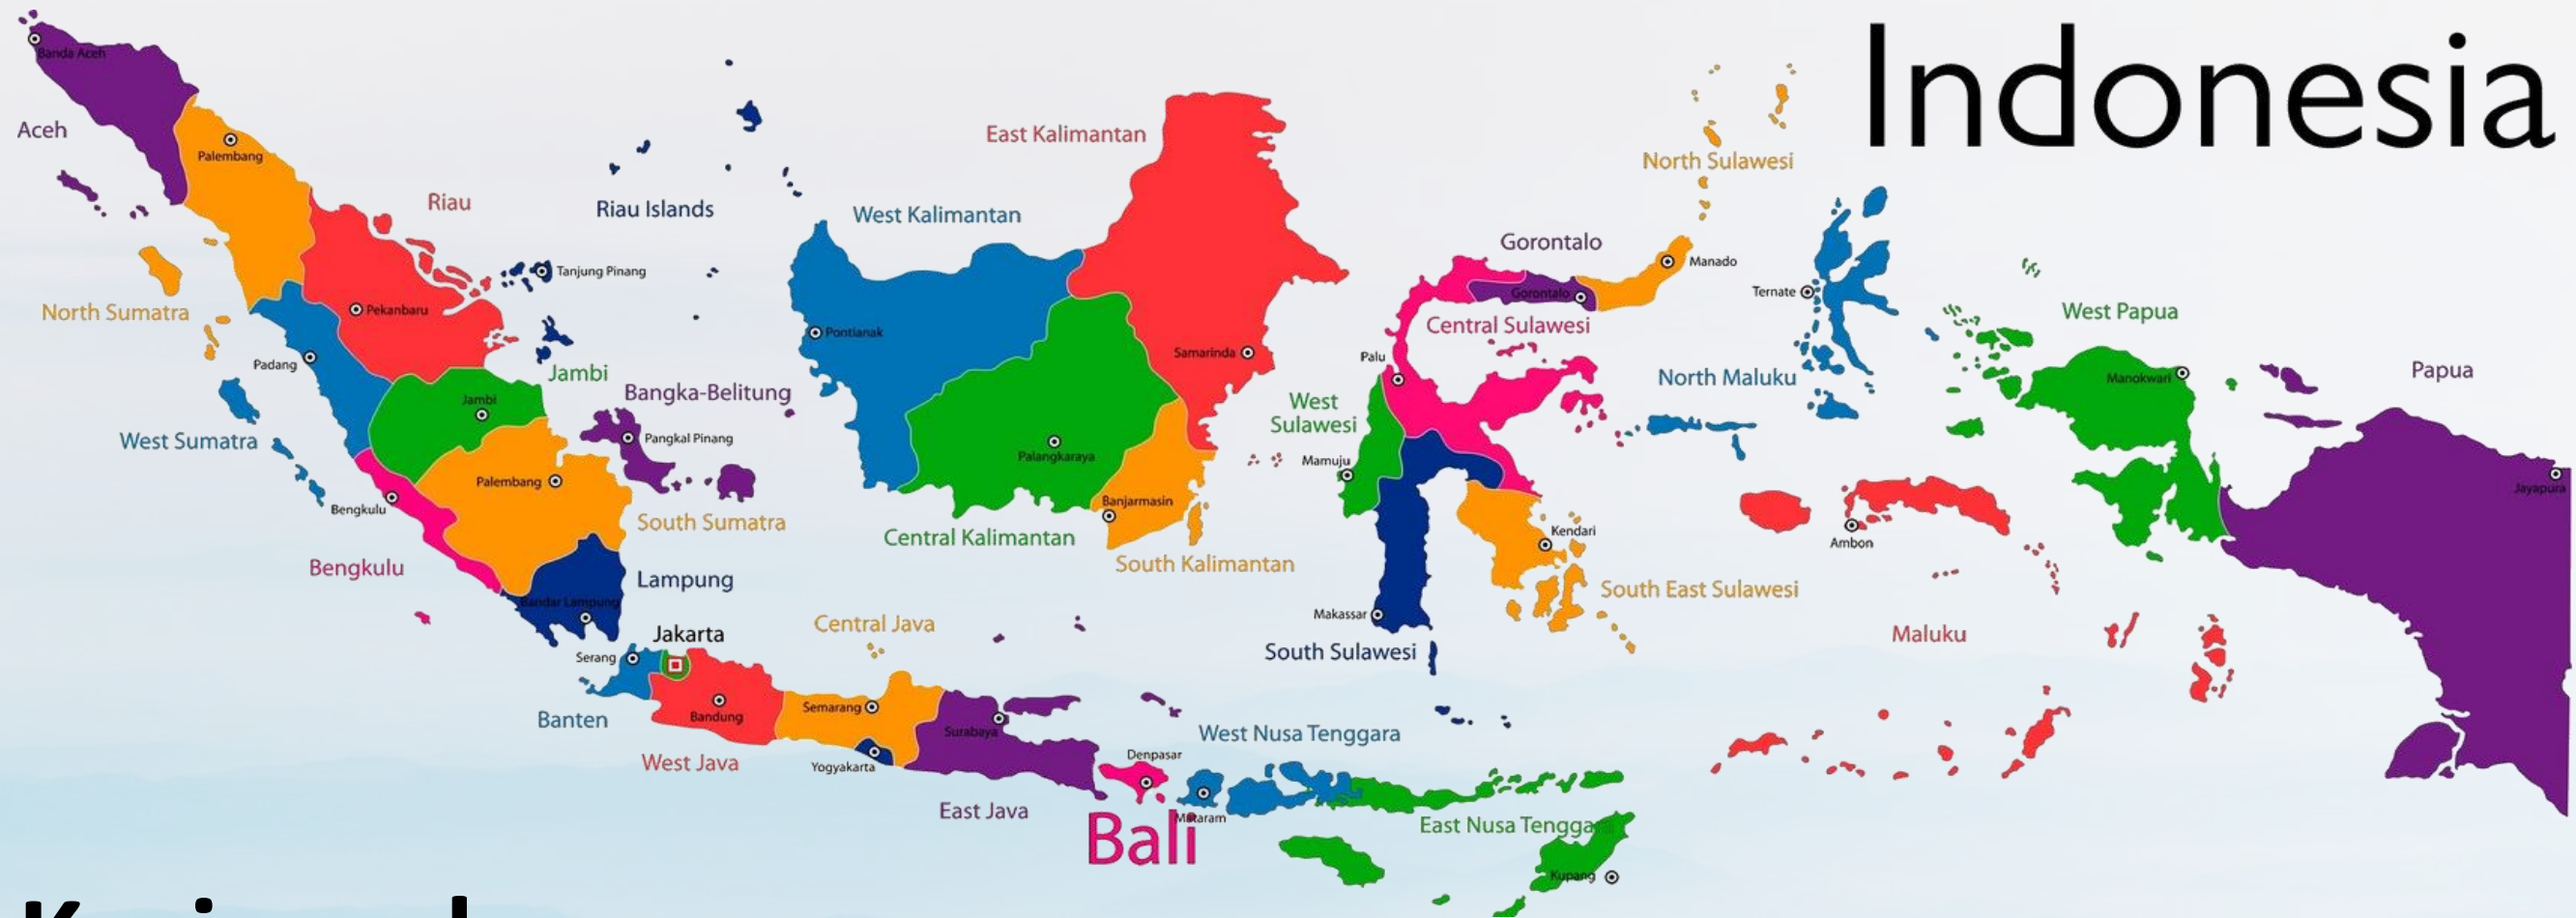 Indonesia
Banda Aceh
Aceh
Palembang
North Sumatra
Riau
Pekanbaru
Riau Islands
Tanjung Pinang
Padang
West Sumatra
Jambi
Jambi
Bangka-Belitung
Pangkal Pinang
Palembang
South Sumatra
Bengkulu
Bengkulu
Lampung
Bandar Lampung
Jakarta
Serang
Banten
Bandung
West Java
Central Java
Semarang
Yogyakarta
Surabaya
East Java
Denpasar
Bali
Mataram
West Nusa Tenggara
East Nusa Tenggara
Kupang
West Kalimantan
Pontianak
East Kalimantan
Samarinda
Palangkaraya
Central Kalimantan
Banjarmasin
South Kalimantan
North Sulawesi
Manado
Gorontalo
Gorontalo
Central Sulawesi
Palu
West
Sulawesi
Mamuju
Makassar
South Sulawesi
Kendari
South East Sulawesi
Ternate
North Maluku
Ambon
Maluku
West Papua
Manokwari
Papua
Jayapura